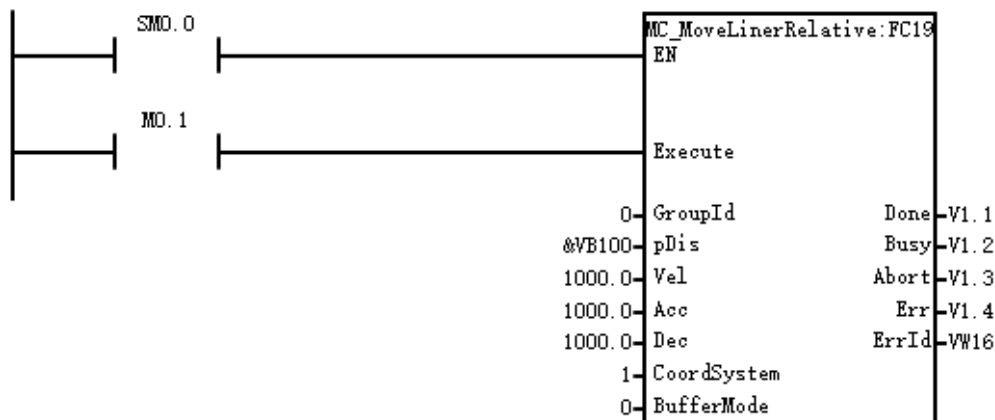 SM0.0
MC_MoveLinerRelative:FC19
EN
M0.1
Execute
0 GroupId Done V1.1
&VB100 pDis Busy V1.2
1000.0 Vel Abort V1.3
1000.0 Acc Err V1.4
1000.0 Dec ErrId VW16
1 CoordSystem
0 BufferMode